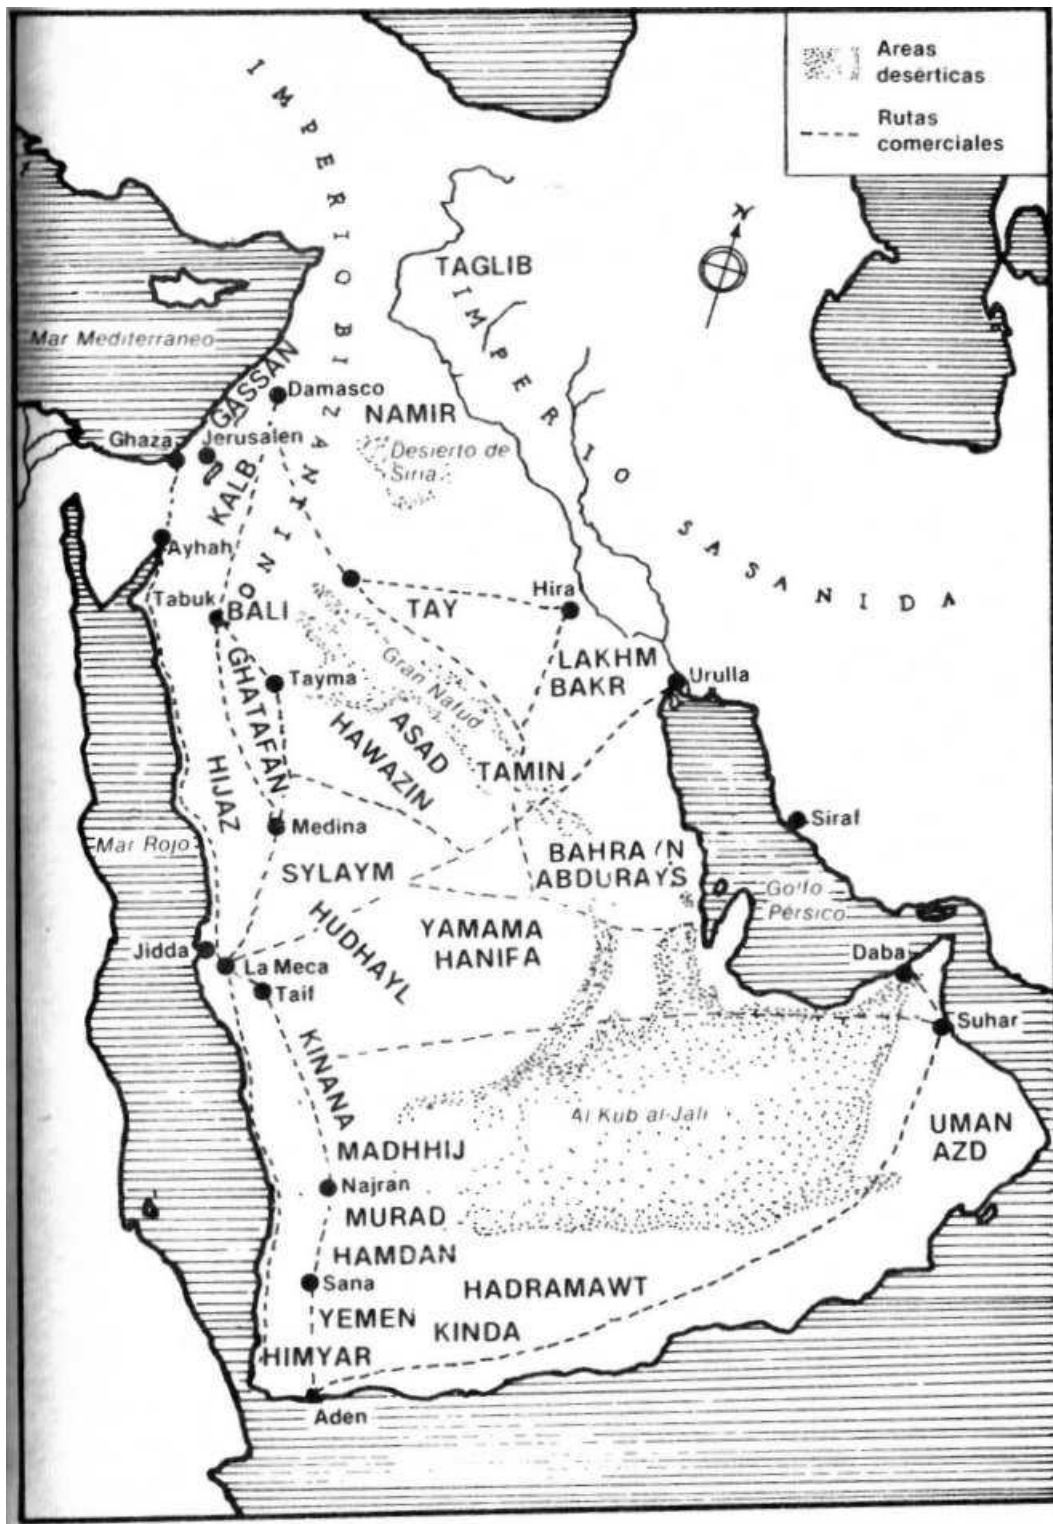 Areas
desérticas
Rutas
comerciales
IMPERIO BIZANTINO
N
TAGLIB
IMPERIO SASANIDA
Mar Mediterraneo
GASSAN
Damasco
NAMIR
Ghaza
Jerusalen
Desierto de
Siria
KALB
Ayhah
Tabuk
BALI
TAY
Hira
GHATAFAN
Tayma
Gran Nafud
LAKHM
BAKR
Urulla
ASAD
HAWAZIN
TAMIN
HIJAZ
Medina
Siraf
Mar Rojo
SYLAYM
BAHRAYN
ABDURAYS
Golfo
Pérsico
HUDHAYL
YAMAMA
HANIFA
Jidda
La Meca
Taif
Daba
Suhar
KINANA
Al Kub al-Jali
UMAN
AZD
MADHHIJ
Najran
MURAD
HAMDAN
Sana
HADRAMAWT
YEMEN
KINDA
HIMYAR
Aden